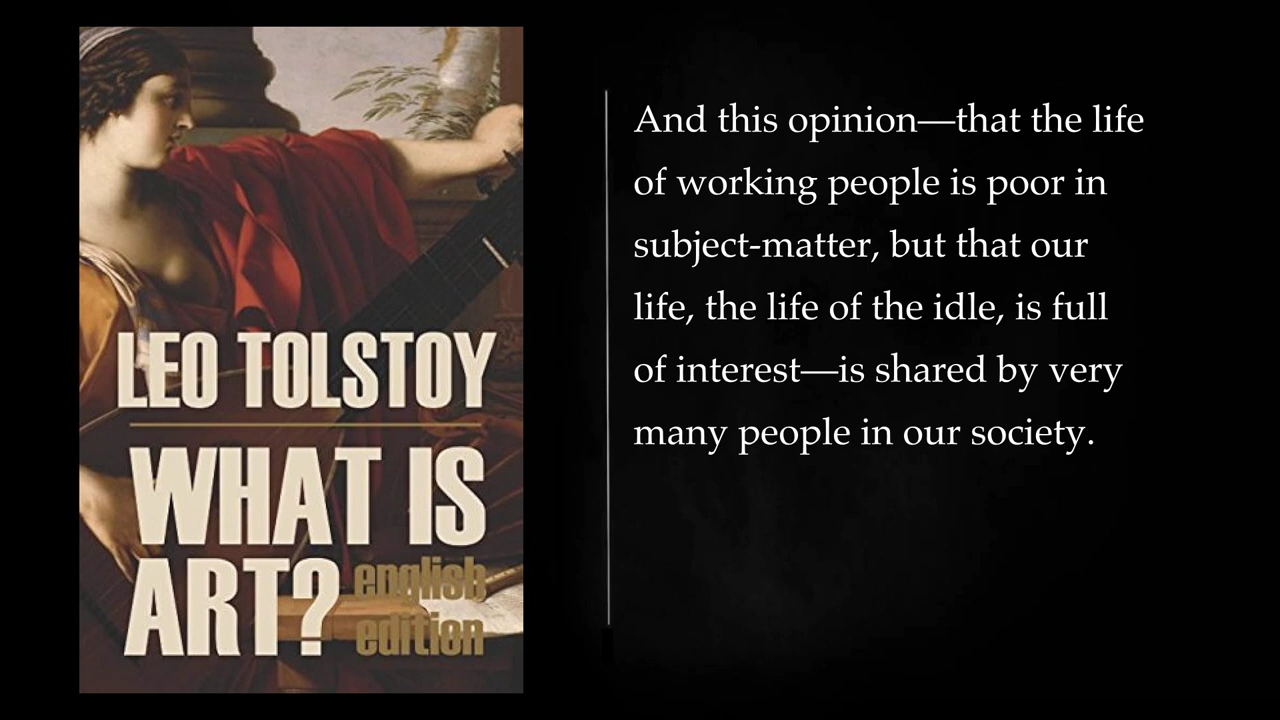 LEO TOLSTOY
WHAT IS
ART?
english
edition
And this opinion—that the life
of working people is poor in
subject-matter, but that our
life, the life of the idle, is full
of interest—is shared by very
many people in our society.